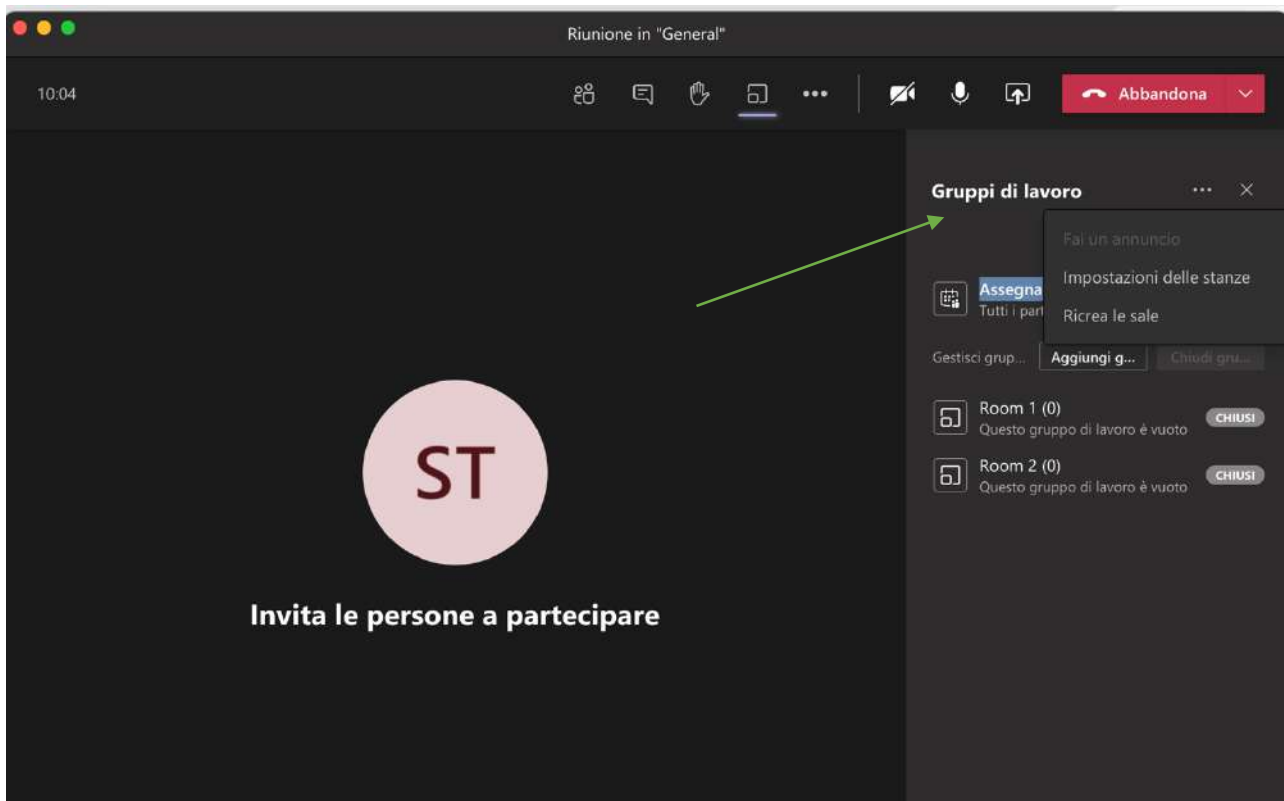 Riunione in "General"
10:04
Abbandona
Gruppi di lavoro
Fai un annuncio
Impostazioni delle stanze
Ricrea le sale
Assegna
Tutti i part
Gestisci grup...
Aggiungi g...
Chiudi gru...
Room 1 (0)
Questo gruppo di lavoro è vuoto
CHIUSI
Room 2 (0)
Questo gruppo di lavoro è vuoto
CHIUSI
ST
Invita le persone a partecipare